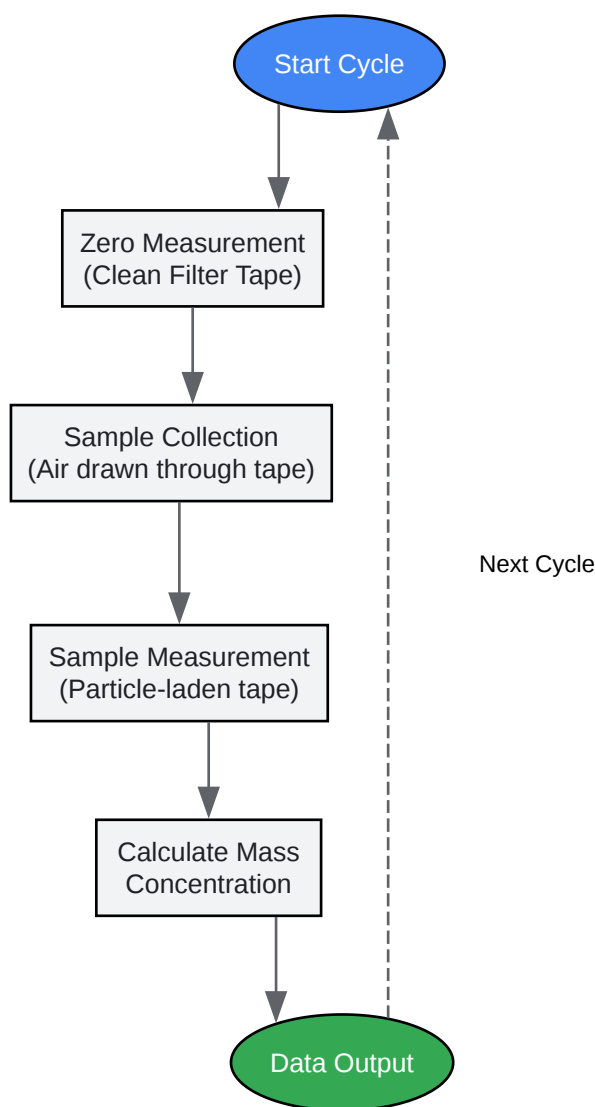 Start Cycle
Zero Measurement
(Clean Filter Tape)
Sample Collection
(Air drawn through tape)
Next Cycle
Sample Measurement
(Particle-laden tape)
Calculate Mass
Concentration
Data Output